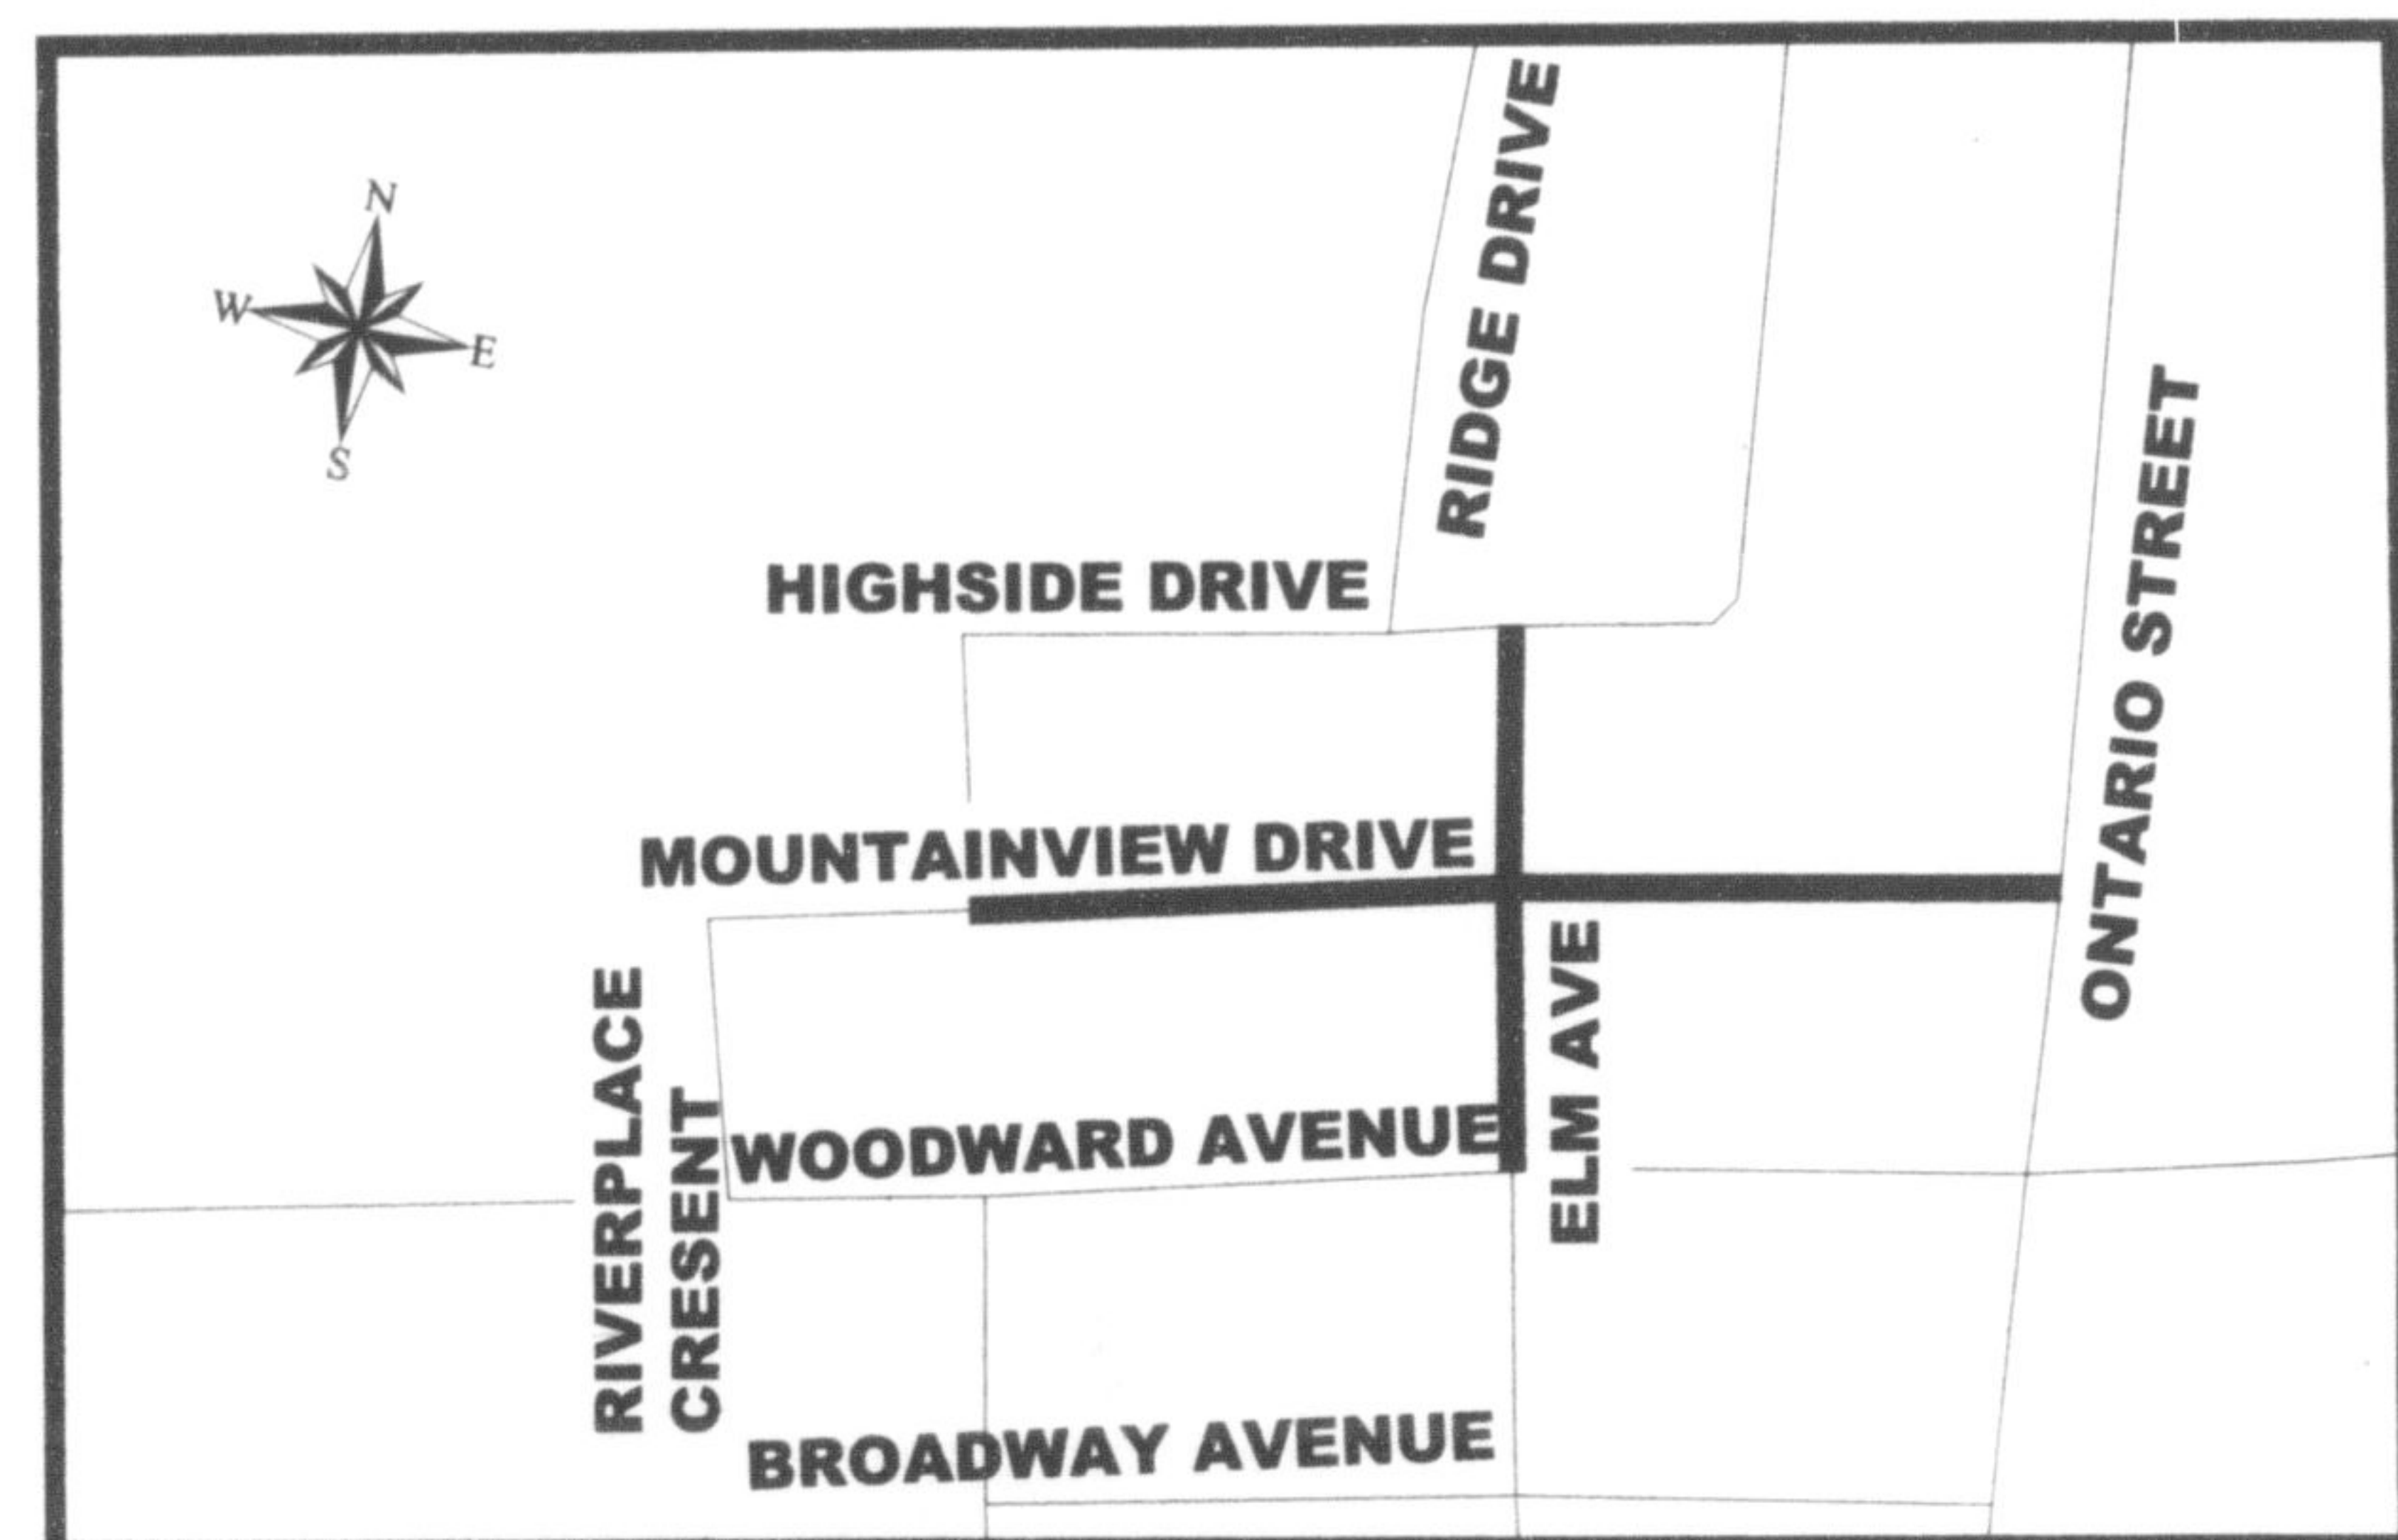 N
W
E
S
RIDGE DRIVE
HIGHSIDE DRIVE
ONTARIO STREET
MOUNTAINVIEW DRIVE
ELM AVE
RIVERPLACE
CRESENT
WOODWARD AVENUE
BROADWAY AVENUE